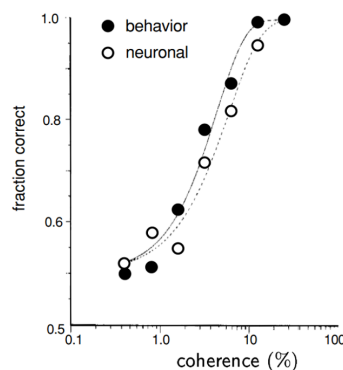 1.0
behavior
neuronal
0.8
fraction correct
0.6
0.5
0.1 1.0 10 100
coherence (%)